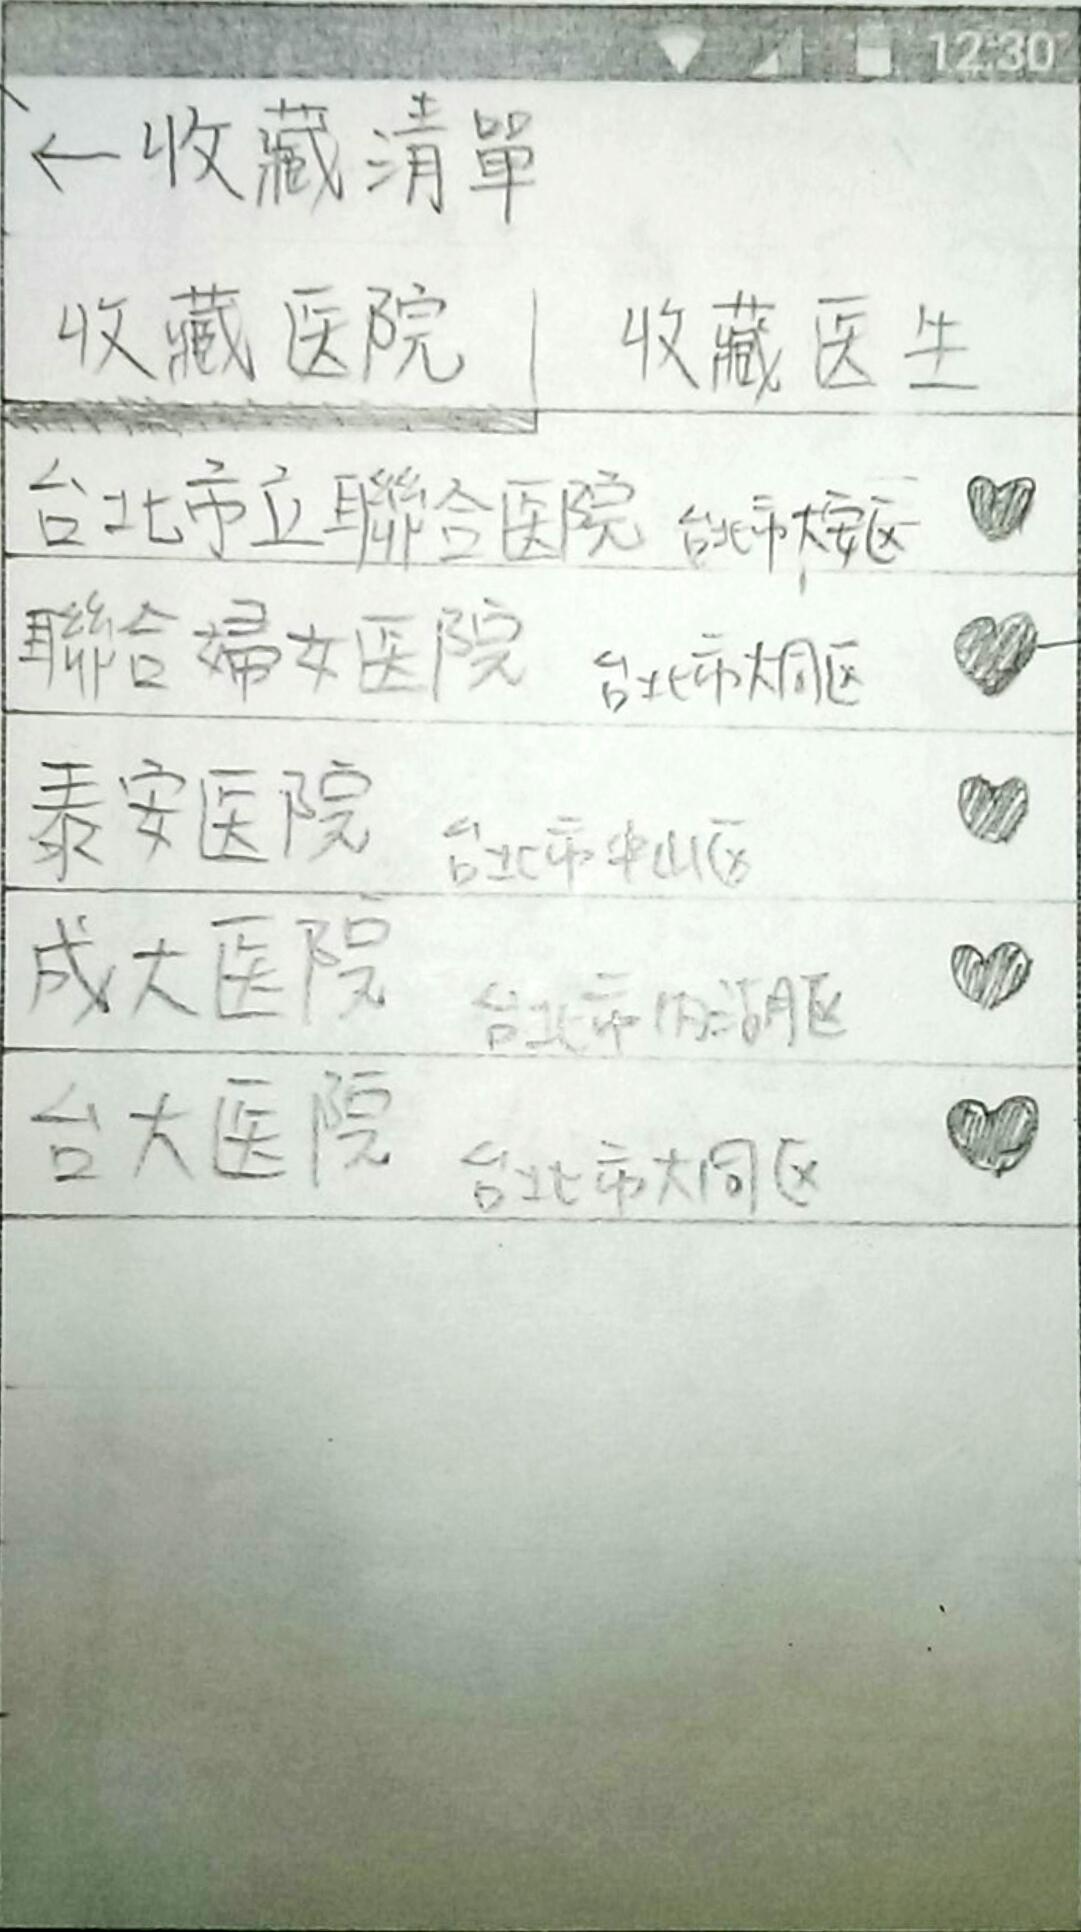 12:30
←收藏清單
收藏医院 收藏医生
台北市立聯合医院 台北市大安区
聯合婦女医院 台北市大同区
泰安医院 台北市中山区
成大医院 台北市内湖区
台大医院 台北市大同区